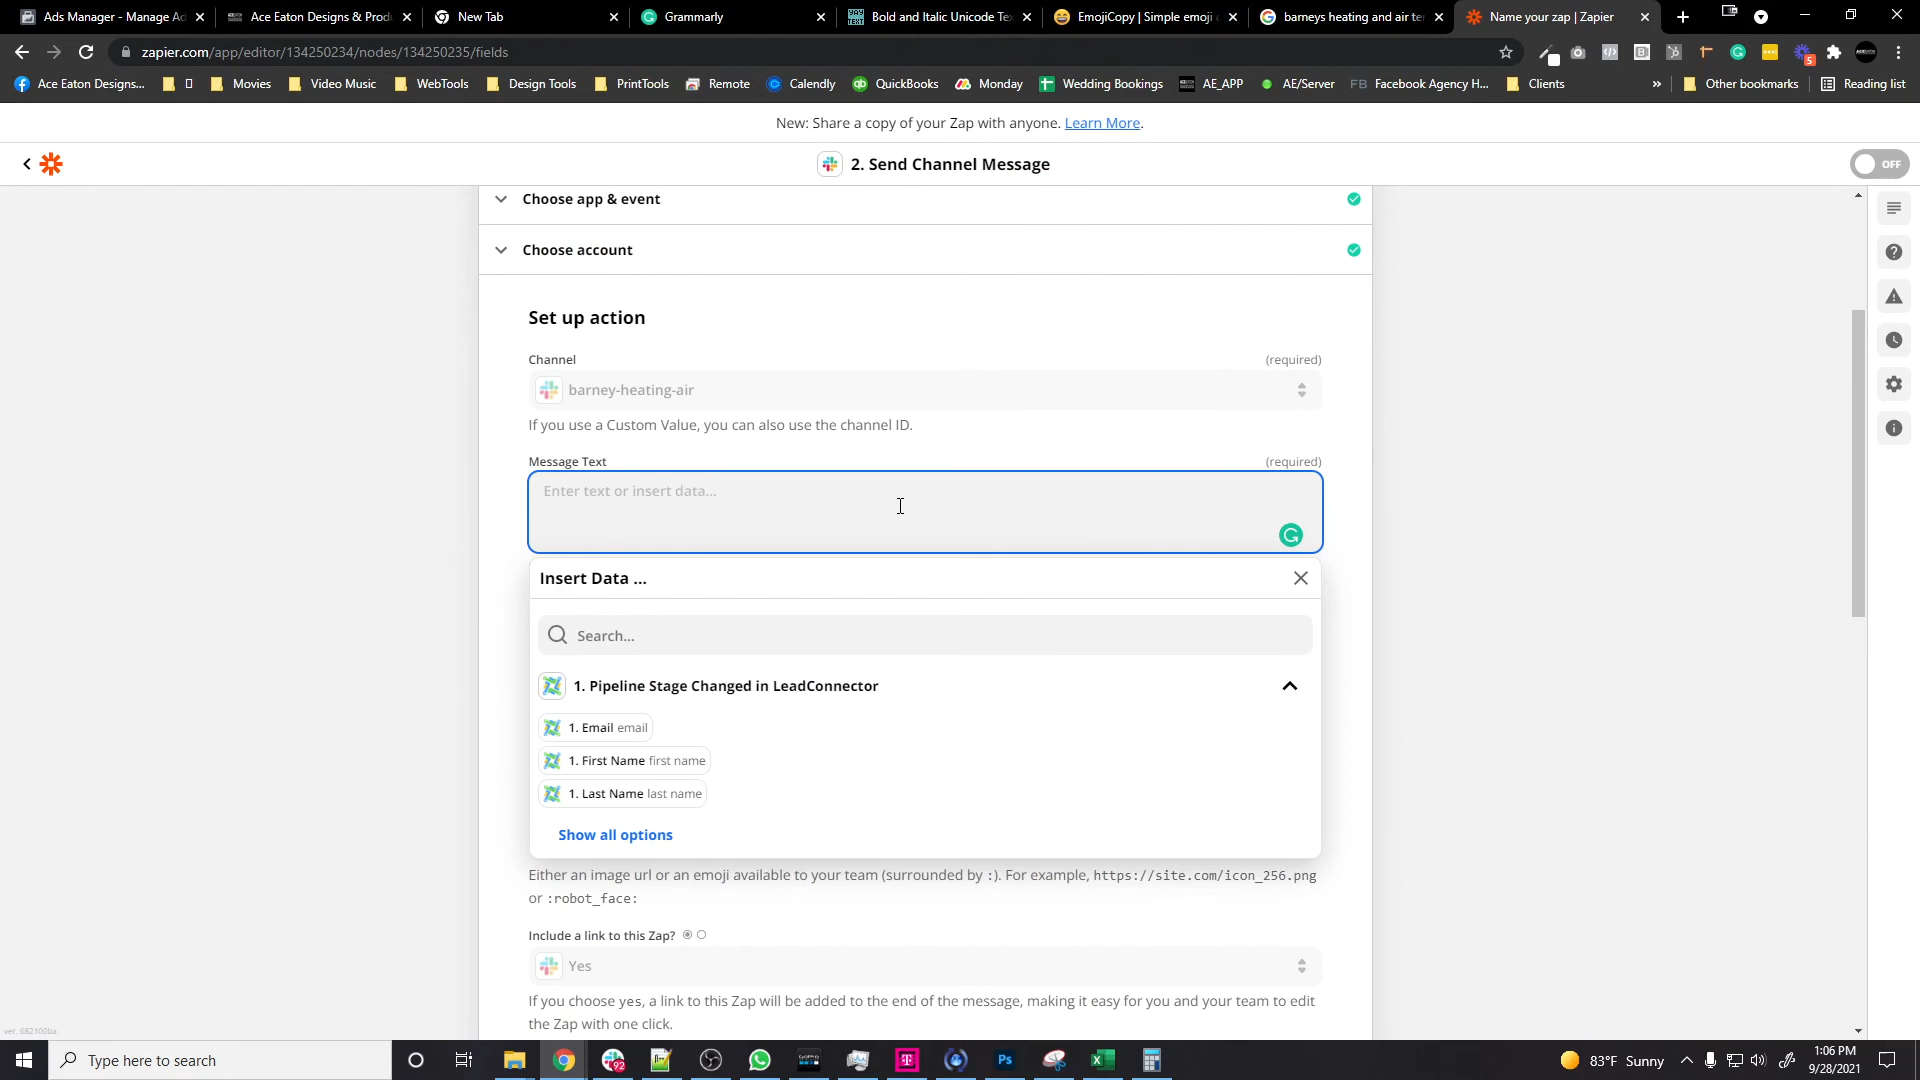 Ads Manager - Manage Ad
Ace Eaton Designs & Produ
New Tab
Grammarly
Bold and Italic Unicode Tex
EmojiCopy | Simple emoji
barneys heating and air ter
Name your zap | Zapier
zapier.com/app/editor/134250234/nodes/134250235/fields
5
Ace Eaton Designs...
Movies
Video Music
WebTools
Design Tools
PrintTools
Remote
Calendly
QuickBooks
Monday
Wedding Bookings
AE_APP
AE/Server
FB Facebook Agency H...
Clients
»
Other bookmarks
Reading list
New: Share a copy of your Zap with anyone. Learn More.
2. Send Channel Message
OFF
Choose app & event
Choose account
Set up action
Channel (required)
barney-heating-air
If you use a Custom Value, you can also use the channel ID.
Message Text (required)
Enter text or insert data...
Insert Data ...
Search...
1. Pipeline Stage Changed in LeadConnector
1. Email email
1. First Name first name
1. Last Name last name
Show all options
Either an image url or an emoji available to your team (surrounded by :). For example, https://site.com/icon_256.png
or :robot_face:
Include a link to this Zap?
Yes
If you choose yes, a link to this Zap will be added to the end of the message, making it easy for you and your team to edit
the Zap with one click.
ver. 682100ba
Type here to search
92
Ps
83°F Sunny
1:06 PM
9/28/2021